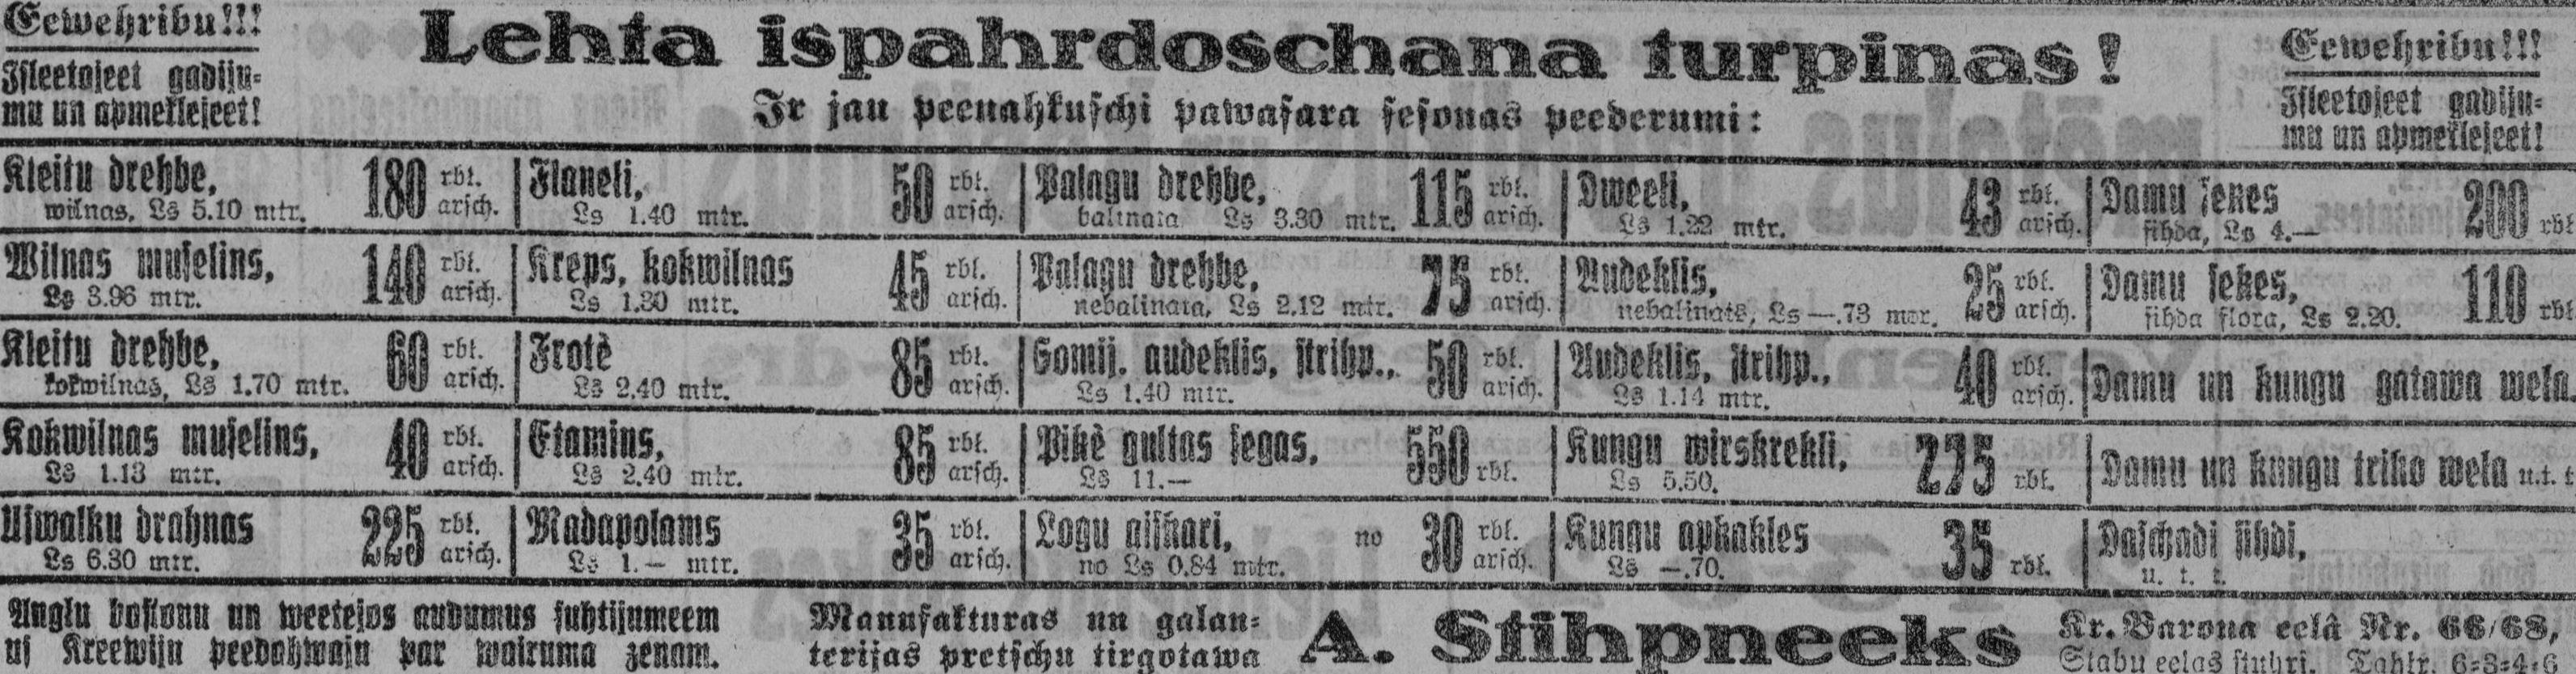 Eewehribu!!!
Isleetojeet gadiju-
mu un apmeklejeet!
Lehta ispahrdoschana turpinas!
Ir jau peenahkuschi pawasara sesonas peederumi:
Eewehribu!!!
Isleetojeet gadiju-
mu un apmeklejeet!
Kleitu drehbe, 180 rbl.
wilnas, Ls 5.10 mtr. arsch.
Flaneli, 50 rbl.
Ls 1.40 mtr. arsch.
Palagu drehbe, 115 rbl.
balinata Ls 3.30 mtr. arsch.
Dweeli, 43 rbl.
Ls 1.22 mtr. arsch.
Damu sekes 200
sihda, Ls 4.— rbl
Wilnas muselins, 140 rbl.
Ls 3.96 mtr. arsch.
Kreps, kokwilnas 45 rbl.
Ls 1.30 mtr. arsch.
Palagu drehbe, 75 rbl.
nebalinata, Ls 2.12 mtr. arsch.
Audeklis, 25 rbl.
nebalinats, Ls —.73 mtr. arsch.
Damu sekes, 110
sihda flora, Ls 2.20. rbl
Kleitu drehbe, 60 rbl.
kokwilnas, Ls 1.70 mtr. arsch.
Frotè 85 rbl.
Ls 2.40 mtr. arsch.
Somij. audeklis, strihp., 50 rbl.
Ls 1.40 mtr. arsch.
Audeklis, strihp., 40 rbl.
Ls 1.14 mtr. arsch.
Damu un kungu gatawa wela.
Kokwilnas muselins, 40 rbl.
Ls 1.13 mtr. arsch.
Etamins, 85 rbl.
Ls 2.40 mtr. arsch.
Pikè gultas segas, 550 rbl.
Ls 11.—
Kungu wirskrekli, 275 rbl.
Ls 5.50.
Damu un kungu triko wela u.t.t
Uswalku drahnas 225 rbl.
Ls 6.30 mtr. arsch.
Madapolams 35 rbl.
Ls 1.— mtr. arsch.
Logu aiskari, no 30 rbl.
no Ls 0.84 mtr. arsch.
Kungu apkakles 35 rbl.
Ls —.70.
Daschadi sihdi,
u. t. t.
Anglu bostonu un weetejos audumus suhtijumeem
us Kreewiju peedahwaju par wairuma zenam.
Manufakturas un galan-
terijas pretschu tirgotawa
A. Stihpneeks
Kr. Barona eelâ Nr. 66/68,
Stabu eelas stuhri. Tahlr. 6-3-4-6